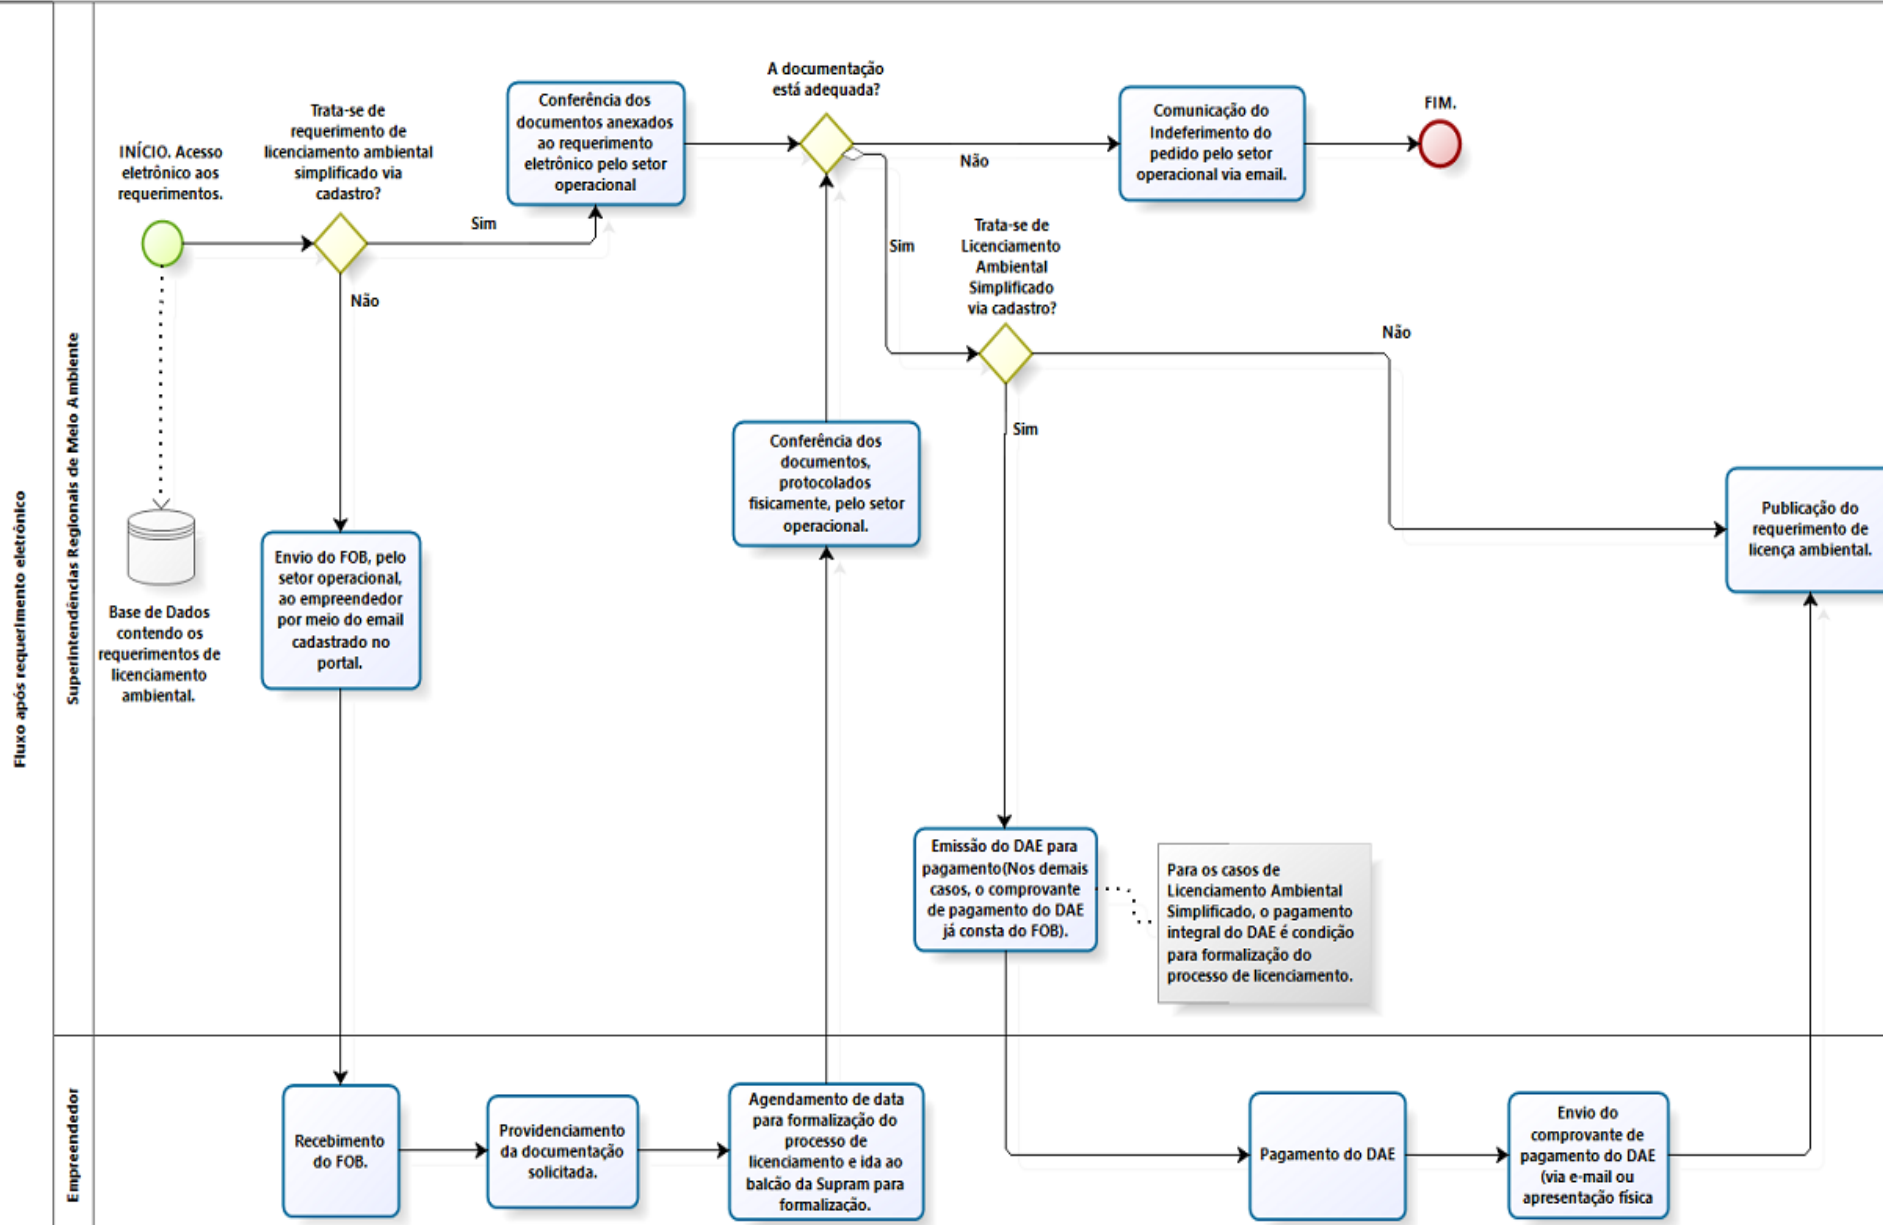 Fluxo após requerimento eletrônico
Superintendências Regionais de Meio Ambiente
INÍCIO. Acesso
eletrônico aos
requerimentos.
Trata-se de
requerimento de
licenciamento ambiental
simplificado via
cadastro?
Sim
Não
Conferência dos
documentos anexados
ao requerimento
eletrônico pelo setor
operacional
A documentação
está adequada?
Não
Sim
Comunicação do
Indeferimento do
pedido pelo setor
operacional via email.
FIM.
Trata-se de
Licenciamento
Ambiental
Simplificado
via cadastro?
Não
Sim
Conferência dos
documentos,
protocolados
fisicamente, pelo setor
operacional.
Publicação do
requerimento de
licença ambiental.
Base de Dados
contendo os
requerimentos de
licenciamento
ambiental.
Envio do FOB, pelo
setor operacional,
ao empreendedor
por meio do email
cadastrado no
portal.
Emissão do DAE para
pagamento(Nos demais
casos, o comprovante
de pagamento do DAE
já consta do FOB).
Para os casos de
Licenciamento Ambiental
Simplificado, o pagamento
integral do DAE é condição
para formalização do
processo de licenciamento.
Empreendedor
Recebimento
do FOB.
Providenciamento
da documentação
solicitada.
Agendamento de data
para formalização do
processo de
licenciamento e ida ao
balcão da Supram para
formalização.
Pagamento do DAE
Envio do
comprovante de
pagamento do DAE
(via e-mail ou
apresentação física